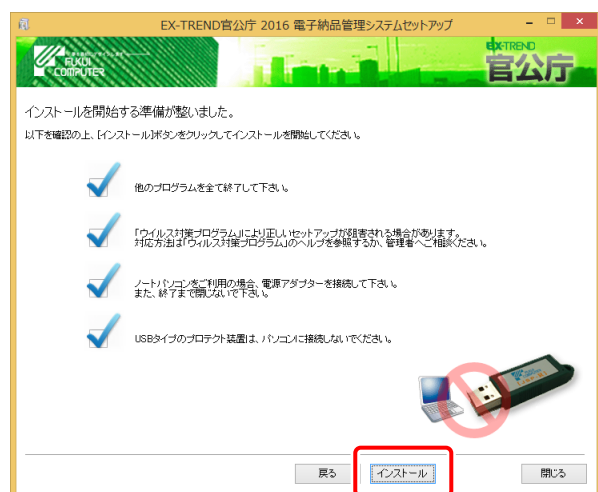 EX-TREND官公庁 2016 電子納品管理システムセットアップ
FUKUI
COMPUTER
EX-TREND
官公庁
インストールを開始する準備が整いました。
以下を確認の上、[インストール]ボタンをクリックしてインストールを開始してください。
他のプログラムを全て終了して下さい。
「ウイルス対策プログラム」により正しいセットアップが阻害される場合があります。
対応方法は「ウィルス対策プログラム」のヘルプを参照するか、管理者へご相談ください。
ノートパソコンをご利用の場合、電源アダプターを接続して下さい。
また、終了まで閉じないで下さい。
USBタイプのプロテクト装置は、パソコンに接続しないでください。
戻る
インストール
閉じる